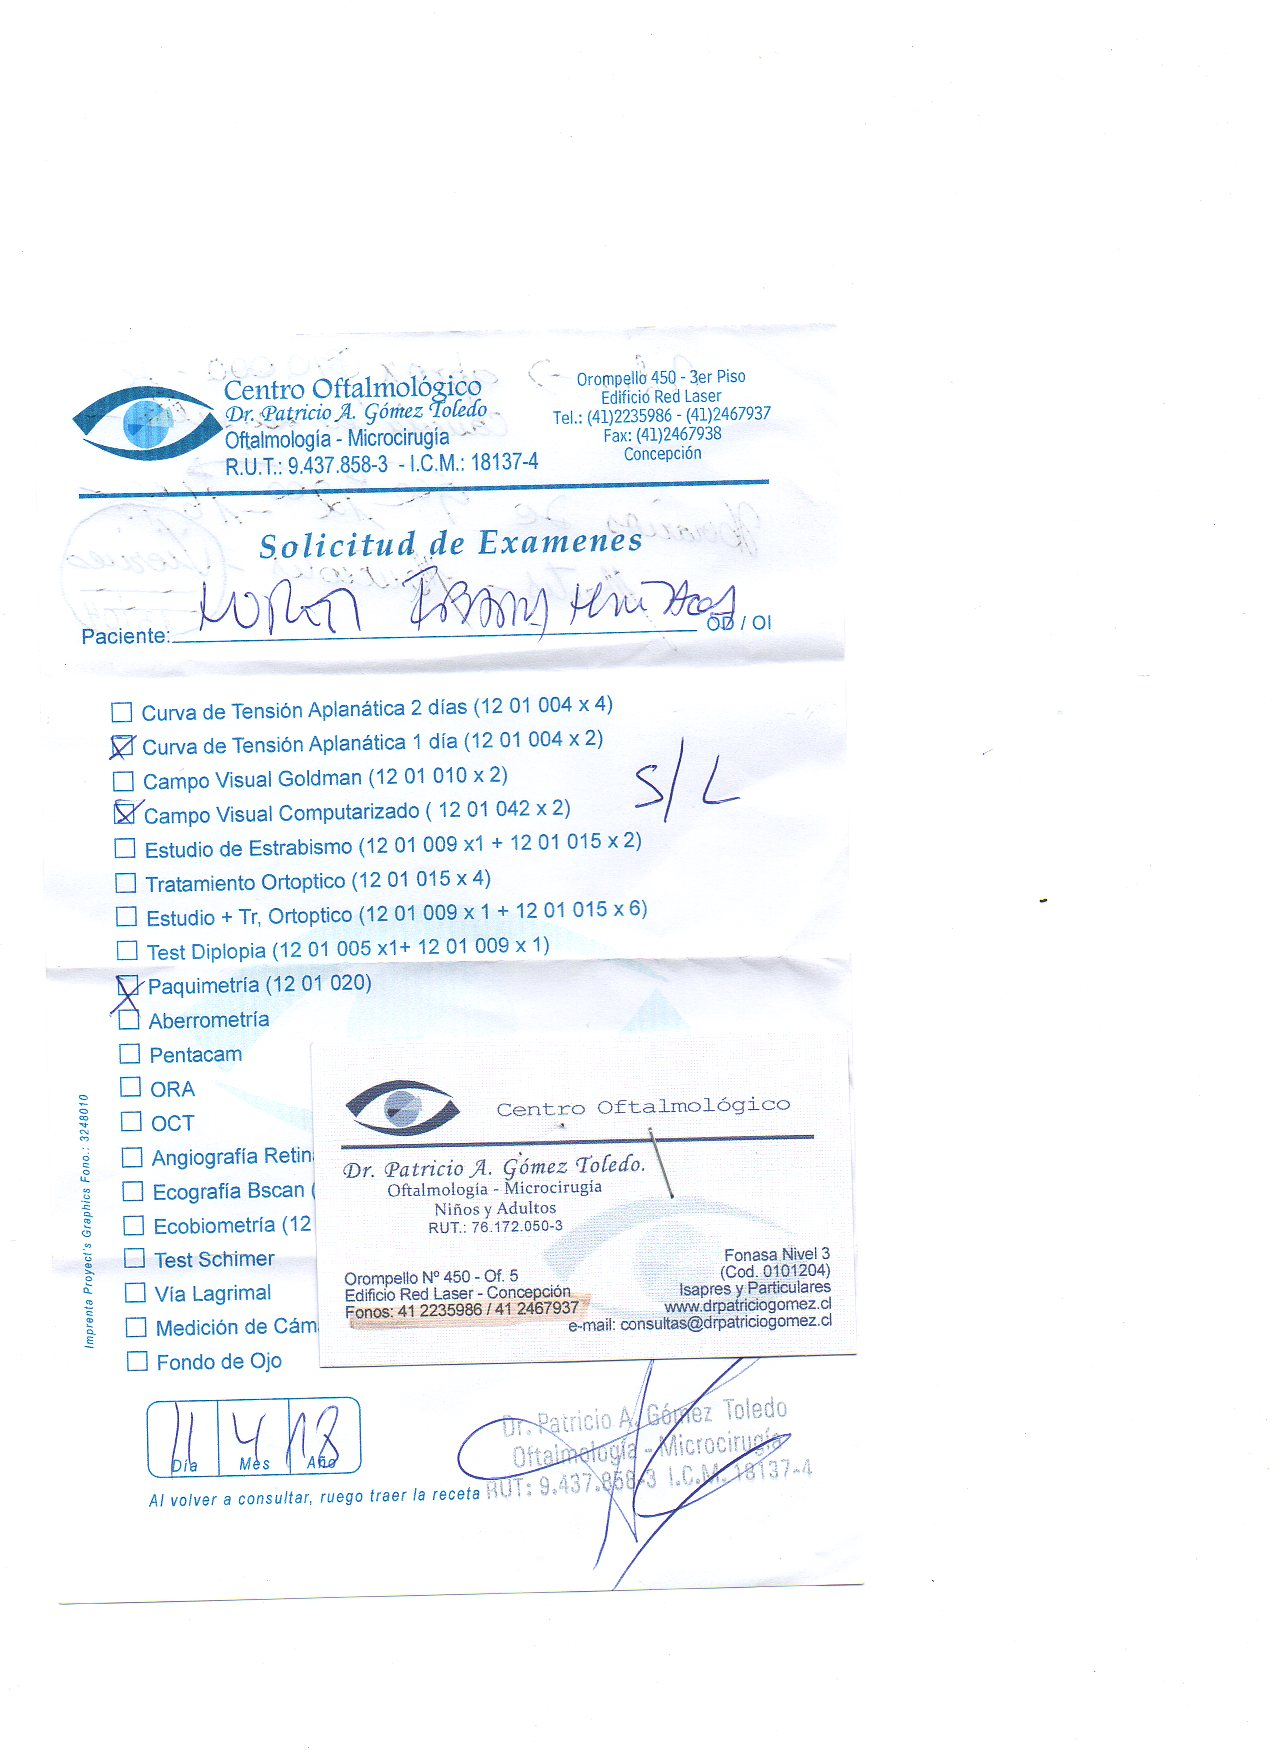 Centro Oftalmológico
Dr. Patricio A. Gómez Toledo
Oftalmología - Microcirugía
R.U.T.: 9.437.858-3 - I.C.M.: 18137-4
Orompello 450 - 3er Piso
Edificio Red Laser
Tel.: (41)2235986 - (41)2467937
Fax: (41)2467938
Concepción
Solicitud de Examenes
Paciente: OD / OI
Curva de Tensión Aplanática 2 días (12 01 004 x 4)
Curva de Tensión Aplanática 1 día (12 01 004 x 2)
Campo Visual Goldman (12 01 010 x 2)
S/L
Campo Visual Computarizado ( 12 01 042 x 2)
Estudio de Estrabismo (12 01 009 x1 + 12 01 015 x 2)
Tratamiento Ortoptico (12 01 015 x 4)
Estudio + Tr, Ortoptico (12 01 009 x 1 + 12 01 015 x 6)
Test Diplopia (12 01 005 x1+ 12 01 009 x 1)
Paquimetría (12 01 020)
Aberrometría
Pentacam
ORA
OCT
Angiografía Retin
Ecografía Bscan (
Ecobiometría (12
Test Schimer
Vía Lagrimal
Medición de Cám
Fondo de Ojo
Centro Oftalmológico
Dr. Patricio A. Gómez Toledo.
Oftalmología - Microcirugía
Niños y Adultos
RUT.: 76.172.050-3
Orompello Nº 450 - Of. 5
Edificio Red Laser - Concepción
Fonos: 41 2235986 / 41 2467937
Fonasa Nivel 3
(Cod. 0101204)
Isapres y Particulares
www.drpatriciogomez.cl
e-mail: consultas@drpatriciogomez.cl
11 4 18
Día Mes Año
Al volver a consultar, ruego traer la receta
Dr. Patricio A. Gómez Toledo
Oftalmología - Microcirugía
RUT: 9.437.858-3 I.C.M. 18137-4
Imprenta Proyect's Graphics Fono.: 3248010